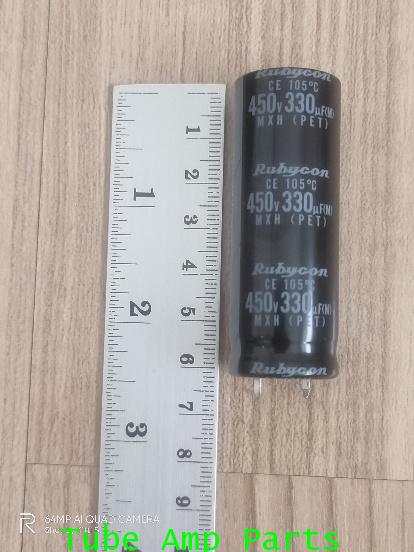 Rubycon
CE 105°C
450V 330µF(M)
MXH (PET)
Rubycon
CE 105°C
450V 330µF(M)
MXH (PET)
Rubycon
CE 105°C
450V 330µF(M)
MXH (PET)
Rubycon
1
2
3
4
5
6
7
8
9
1
2
3
64MP AI QUAD CAMERA
Tube Amp Parts